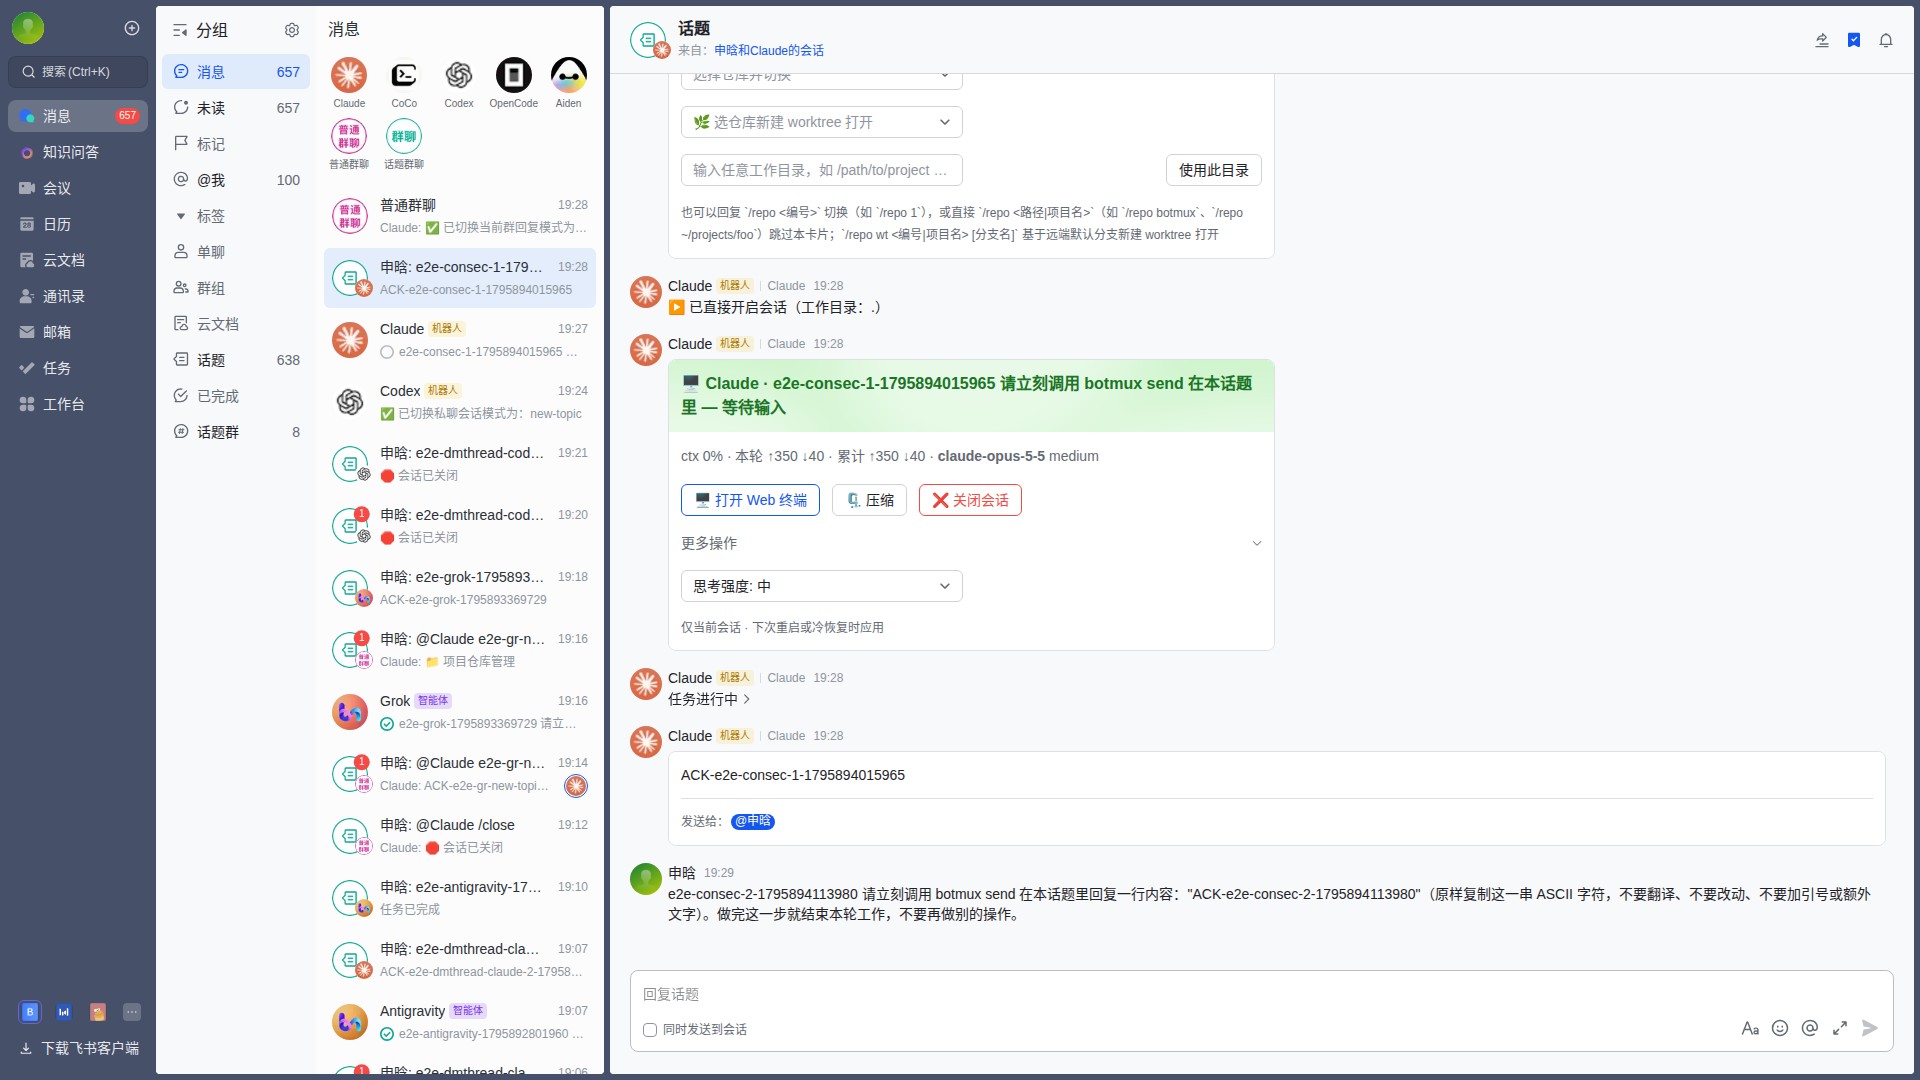 搜索 (Ctrl+K)
消息 657
知识问答
会议
日历
云文档
通讯录
邮箱
任务
工作台
下载飞书客户端
分组
消息 657
未读 657
标记
@我 100
标签
单聊
群组
云文档
话题 638
已完成
话题群 8
消息
Claude CoCo Codex OpenCode Aiden
普通群聊 话题群聊
普通群聊 19:28
Claude: ✅ 已切换当前群回复模式为…
申晗: e2e-consec-1-179… 19:28
ACK-e2e-consec-1-1795894015965
Claude 机器人 19:27
e2e-consec-1-1795894015965 …
Codex 机器人 19:24
✅ 已切换私聊会话模式为：new-topic
申晗: e2e-dmthread-cod… 19:21
🛑 会话已关闭
1 申晗: e2e-dmthread-cod… 19:20
🛑 会话已关闭
申晗: e2e-grok-1795893… 19:18
ACK-e2e-grok-1795893369729
1 申晗: @Claude e2e-gr-n… 19:16
Claude: 📁 项目仓库管理
Grok 智能体 19:16
e2e-grok-1795893369729 请立…
1 申晗: @Claude e2e-gr-n… 19:14
Claude: ACK-e2e-gr-new-topi…
申晗: @Claude /close 19:12
Claude: 🛑 会话已关闭
申晗: e2e-antigravity-17… 19:10
任务已完成
申晗: e2e-dmthread-cla… 19:07
ACK-e2e-dmthread-claude-2-17958…
Antigravity 智能体 19:07
e2e-antigravity-1795892801960 …
1 申晗: e2e-dmthread-cla… 19:06
话题
来自：申晗和Claude的会话
选择仓库并切换
🌿 选仓库新建 worktree 打开
输入任意工作目录，如 /path/to/project … 使用此目录
也可以回复 `/repo <编号>` 切换（如 `/repo 1`），或直接 `/repo <路径|项目名>`（如 `/repo botmux`、`/repo
~/projects/foo`）跳过本卡片；`/repo wt <编号|项目名> [分支名]` 基于远端默认分支新建 worktree 打开
Claude 机器人 Claude 19:28
▶️ 已直接开启会话（工作目录：.）
Claude 机器人 Claude 19:28
🖥️ Claude · e2e-consec-1-1795894015965 请立刻调用 botmux send 在本话题
里 — 等待输入
ctx 0% · 本轮 ↑350 ↓40 · 累计 ↑350 ↓40 · claude-opus-5-5 medium
🖥️ 打开 Web 终端 🗜️ 压缩 ❌ 关闭会话
更多操作
思考强度: 中
仅当前会话 · 下次重启或冷恢复时应用
Claude 机器人 Claude 19:28
任务进行中
Claude 机器人 Claude 19:28
ACK-e2e-consec-1-1795894015965
发送给：@申晗
申晗 19:29
e2e-consec-2-1795894113980 请立刻调用 botmux send 在本话题里回复一行内容："ACK-e2e-consec-2-1795894113980"（原样复制这一串 ASCII 字符，不要翻译、不要改动、不要加引号或额外
文字）。做完这一步就结束本轮工作，不要再做别的操作。
回复话题
同时发送到会话